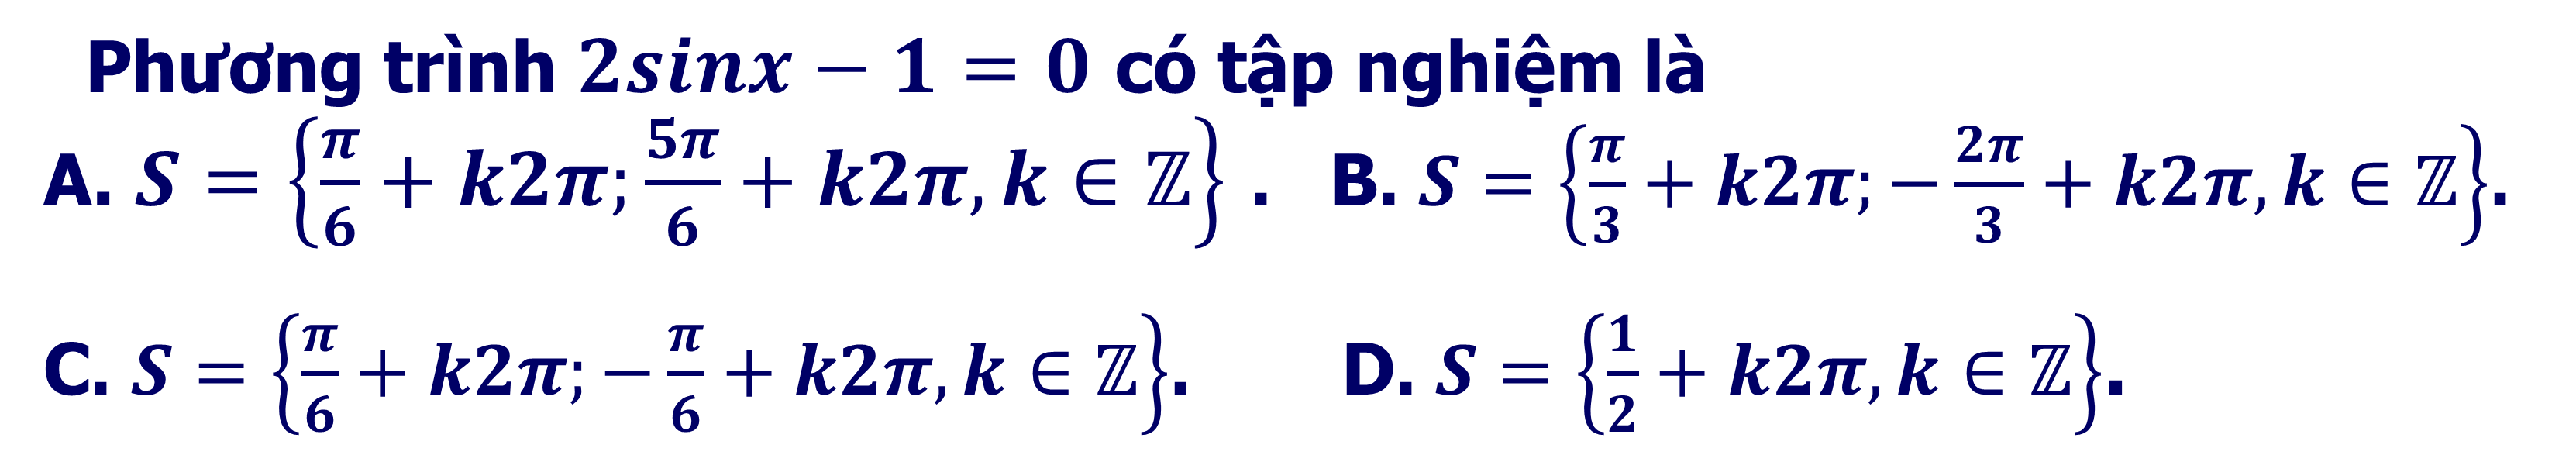 Phương trình 2sinx − 1 = 0 có tập nghiệm là
A. S = {π/6 + k2π; 5π/6 + k2π, k ∈ ℤ} . B. S = {π/3 + k2π; − 2π/3 + k2π, k ∈ ℤ}.
C. S = {π/6 + k2π; − π/6 + k2π, k ∈ ℤ}. D. S = {1/2 + k2π, k ∈ ℤ}.